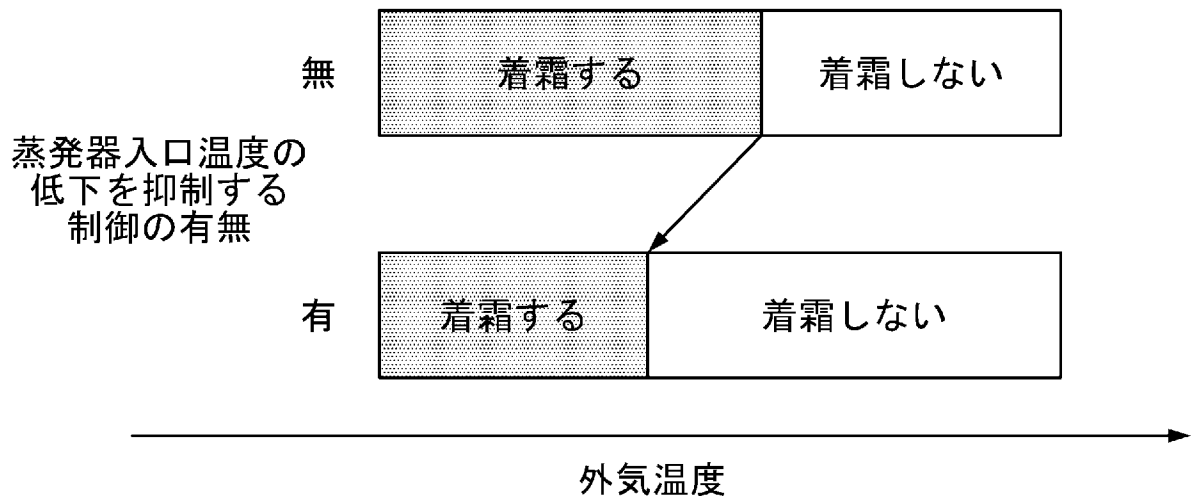 無
着霜する
着霜しない
蒸発器入口温度の
低下を抑制する
制御の有無
有
着霜する
着霜しない
外気温度